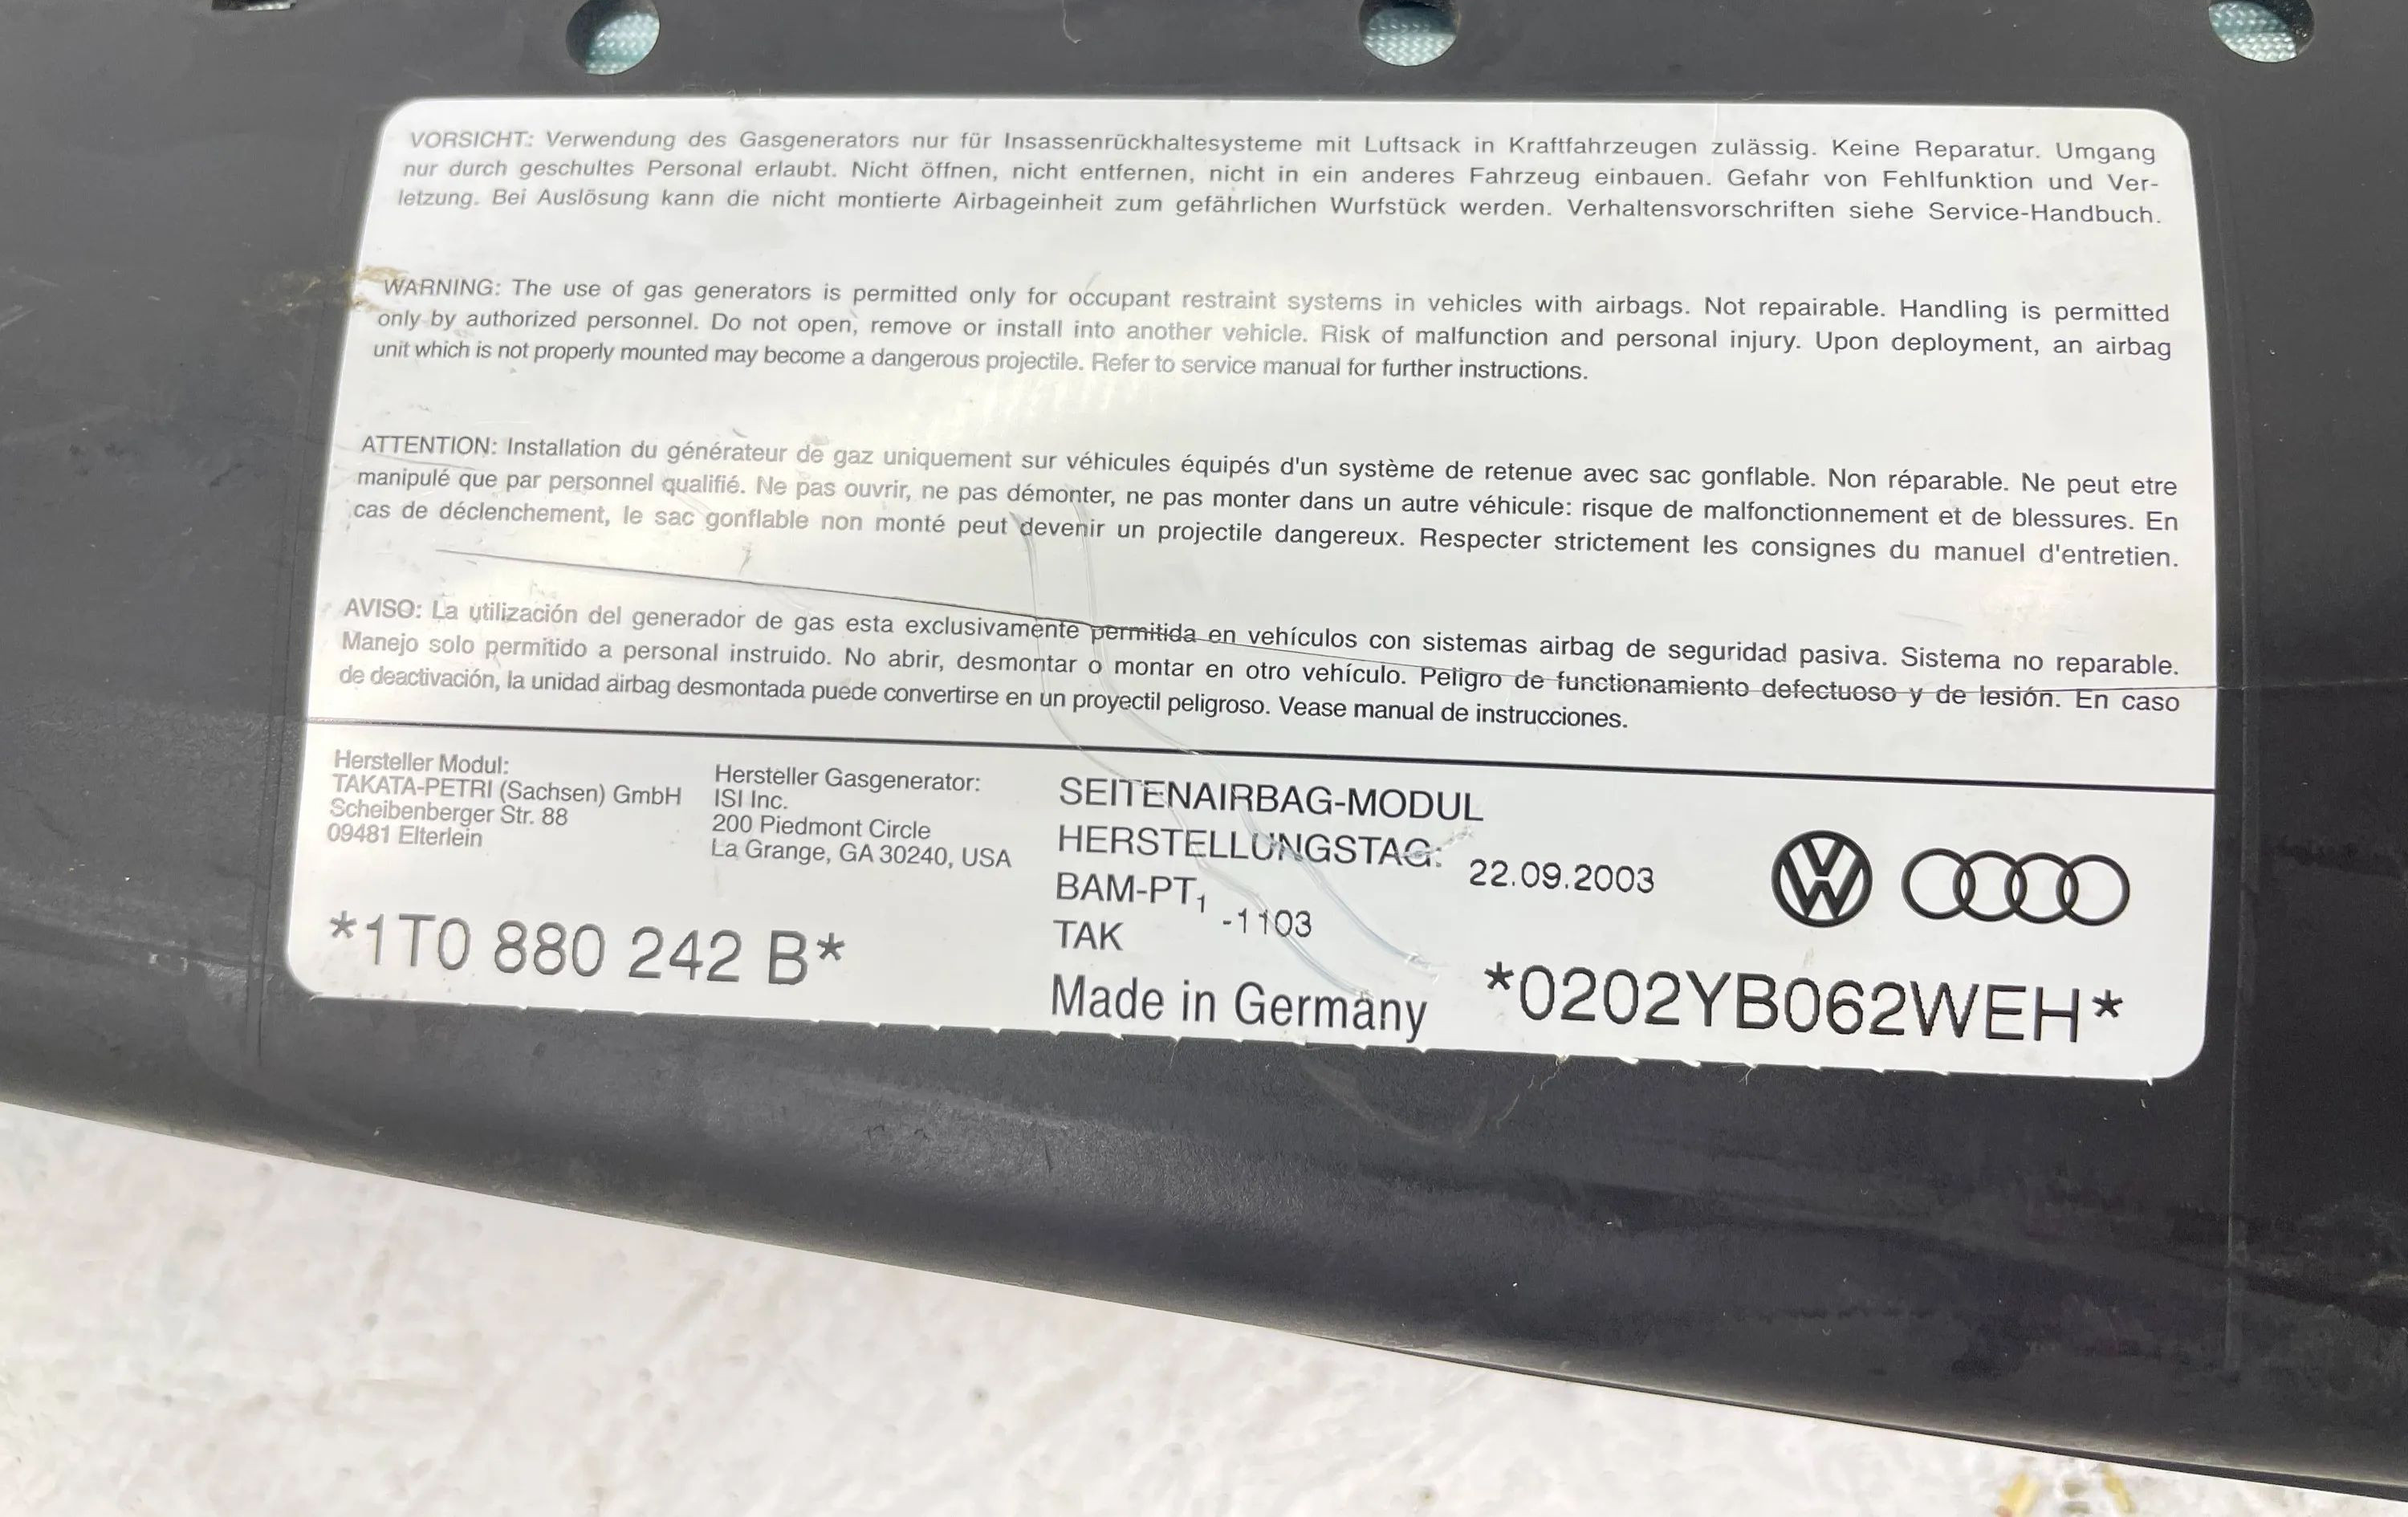 VORSICHT: Verwendung des Gasgenerators nur für Insassenrückhaltesysteme mit Luftsack in Kraftfahrzeugen zulässig. Keine Reparatur. Umgang
nur durch geschultes Personal erlaubt. Nicht öffnen, nicht entfernen, nicht in ein anderes Fahrzeug einbauen. Gefahr von Fehlfunktion und Ver-
letzung. Bei Auslösung kann die nicht montierte Airbageinheit zum gefährlichen Wurfstück werden. Verhaltensvorschriften siehe Service-Handbuch.
WARNING: The use of gas generators is permitted only for occupant restraint systems in vehicles with airbags. Not repairable. Handling is permitted
only by authorized personnel. Do not open, remove or install into another vehicle. Risk of malfunction and personal injury. Upon deployment, an airbag
unit which is not properly mounted may become a dangerous projectile. Refer to service manual for further instructions.
ATTENTION: Installation du générateur de gaz uniquement sur véhicules équipés d'un système de retenue avec sac gonflable. Non réparable. Ne peut etre
manipulé que par personnel qualifié. Ne pas ouvrir, ne pas démonter, ne pas monter dans un autre véhicule: risque de malfonctionnement et de blessures. En
cas de déclenchement, le sac gonflable non monté peut devenir un projectile dangereux. Respecter strictement les consignes du manuel d'entretien.
AVISO: La utilización del generador de gas esta exclusivamente permitida en vehículos con sistemas airbag de seguridad pasiva. Sistema no reparable.
Manejo solo permitido a personal instruido. No abrir, desmontar o montar en otro vehículo. Peligro de functionamiento defectuoso y de lesión. En caso
de deactivación, la unidad airbag desmontada puede convertirse en un proyectil peligroso. Vease manual de instrucciones.
Hersteller Modul:
TAKATA-PETRI (Sachsen) GmbH
Scheibenberger Str. 88
09481 Elterlein
Hersteller Gasgenerator:
ISI Inc.
200 Piedmont Circle
La Grange, GA 30240, USA
*1T0 880 242 B*
SEITENAIRBAG-MODUL
HERSTELLUNGSTAG: 22.09.2003
BAM-PT1 -1103
TAK
Made in Germany
VW
*0202YB062WEH*